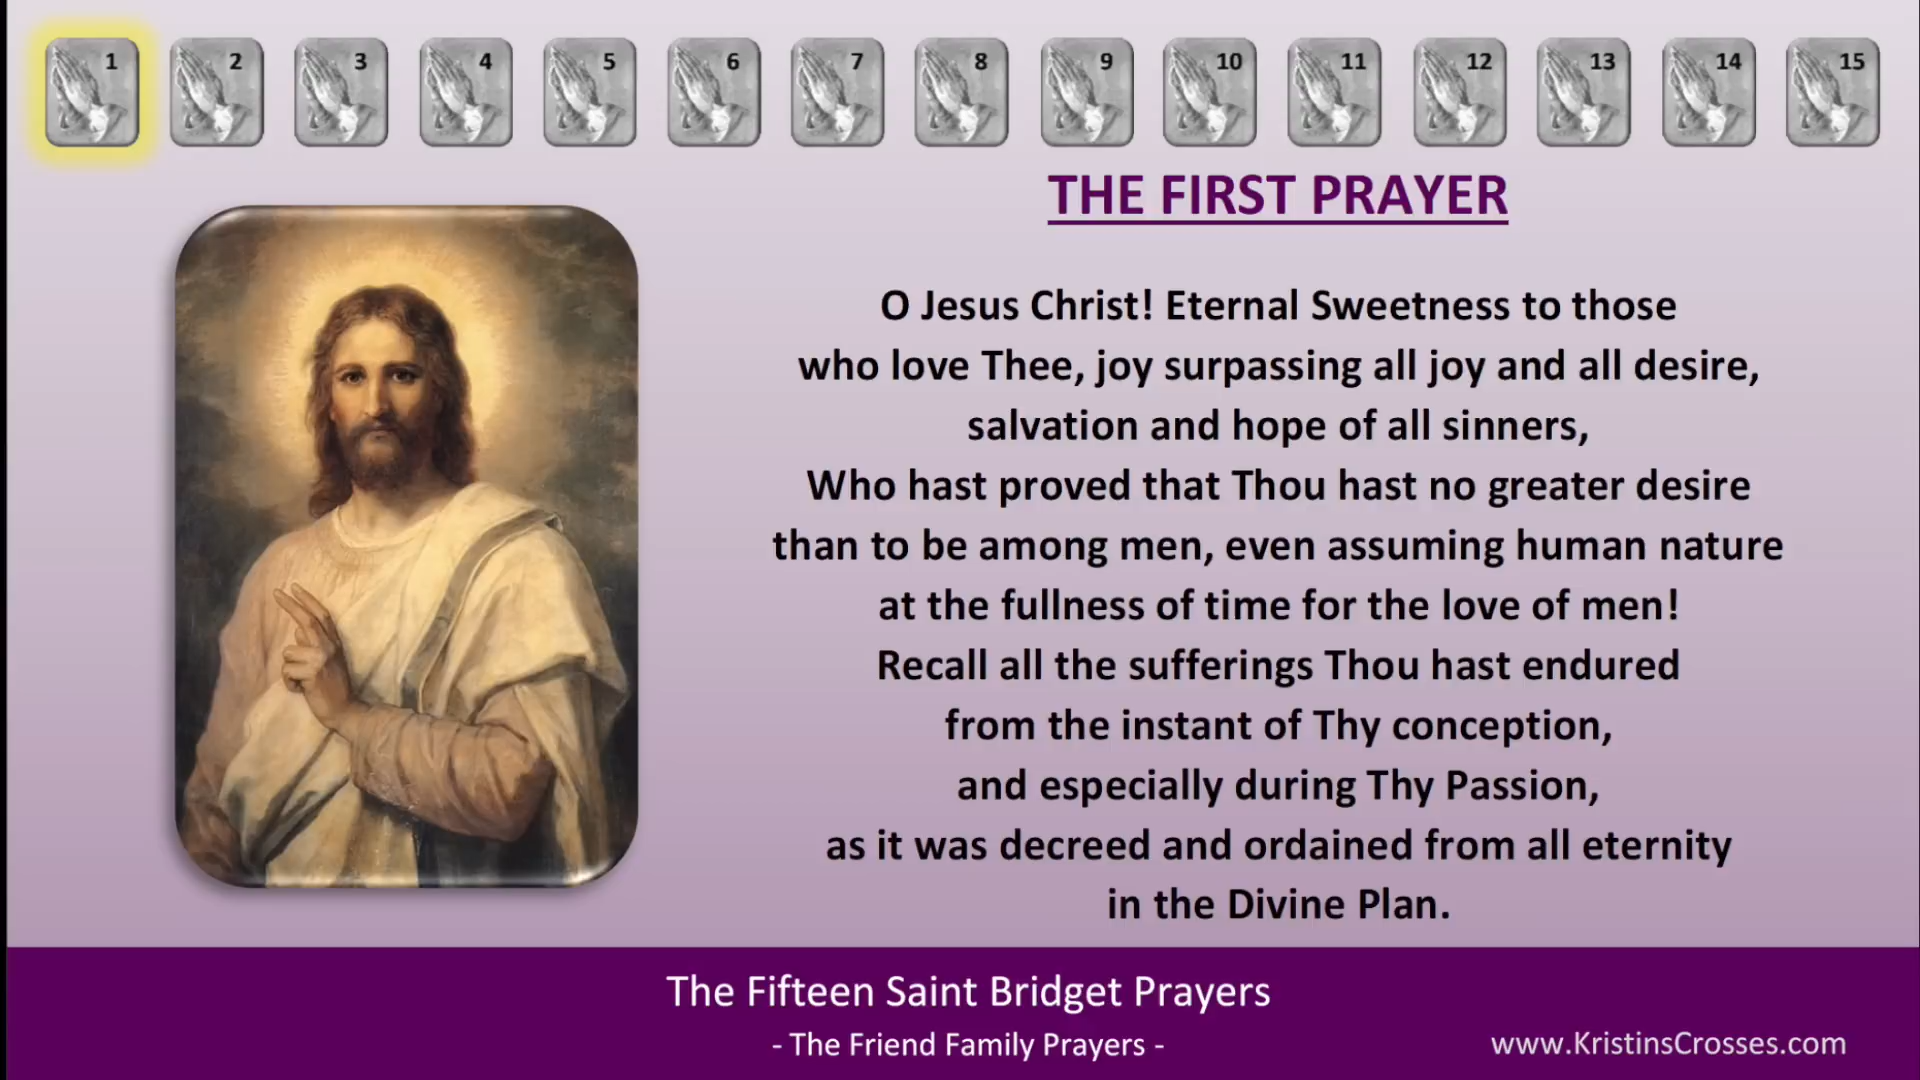 1 2 3 4 5 6 7 8 9 10 11 12 13 14 15
THE FIRST PRAYER
O Jesus Christ! Eternal Sweetness to those
who love Thee, joy surpassing all joy and all desire,
salvation and hope of all sinners,
Who hast proved that Thou hast no greater desire
than to be among men, even assuming human nature
at the fullness of time for the love of men!
Recall all the sufferings Thou hast endured
from the instant of Thy conception,
and especially during Thy Passion,
as it was decreed and ordained from all eternity
in the Divine Plan.
The Fifteen Saint Bridget Prayers
- The Friend Family Prayers -
www.KristinsCrosses.com